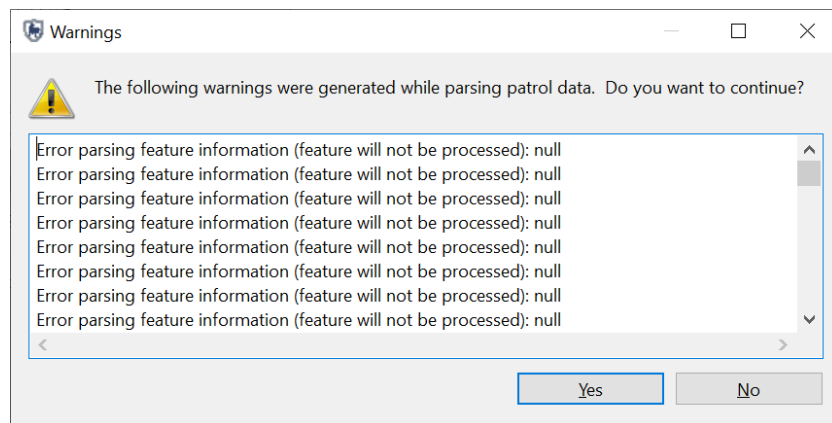 Warnings
The following warnings were generated while parsing patrol data.  Do you want to continue?
Error parsing feature information (feature will not be processed): null
Error parsing feature information (feature will not be processed): null
Error parsing feature information (feature will not be processed): null
Error parsing feature information (feature will not be processed): null
Error parsing feature information (feature will not be processed): null
Error parsing feature information (feature will not be processed): null
Error parsing feature information (feature will not be processed): null
Error parsing feature information (feature will not be processed): null
Yes No